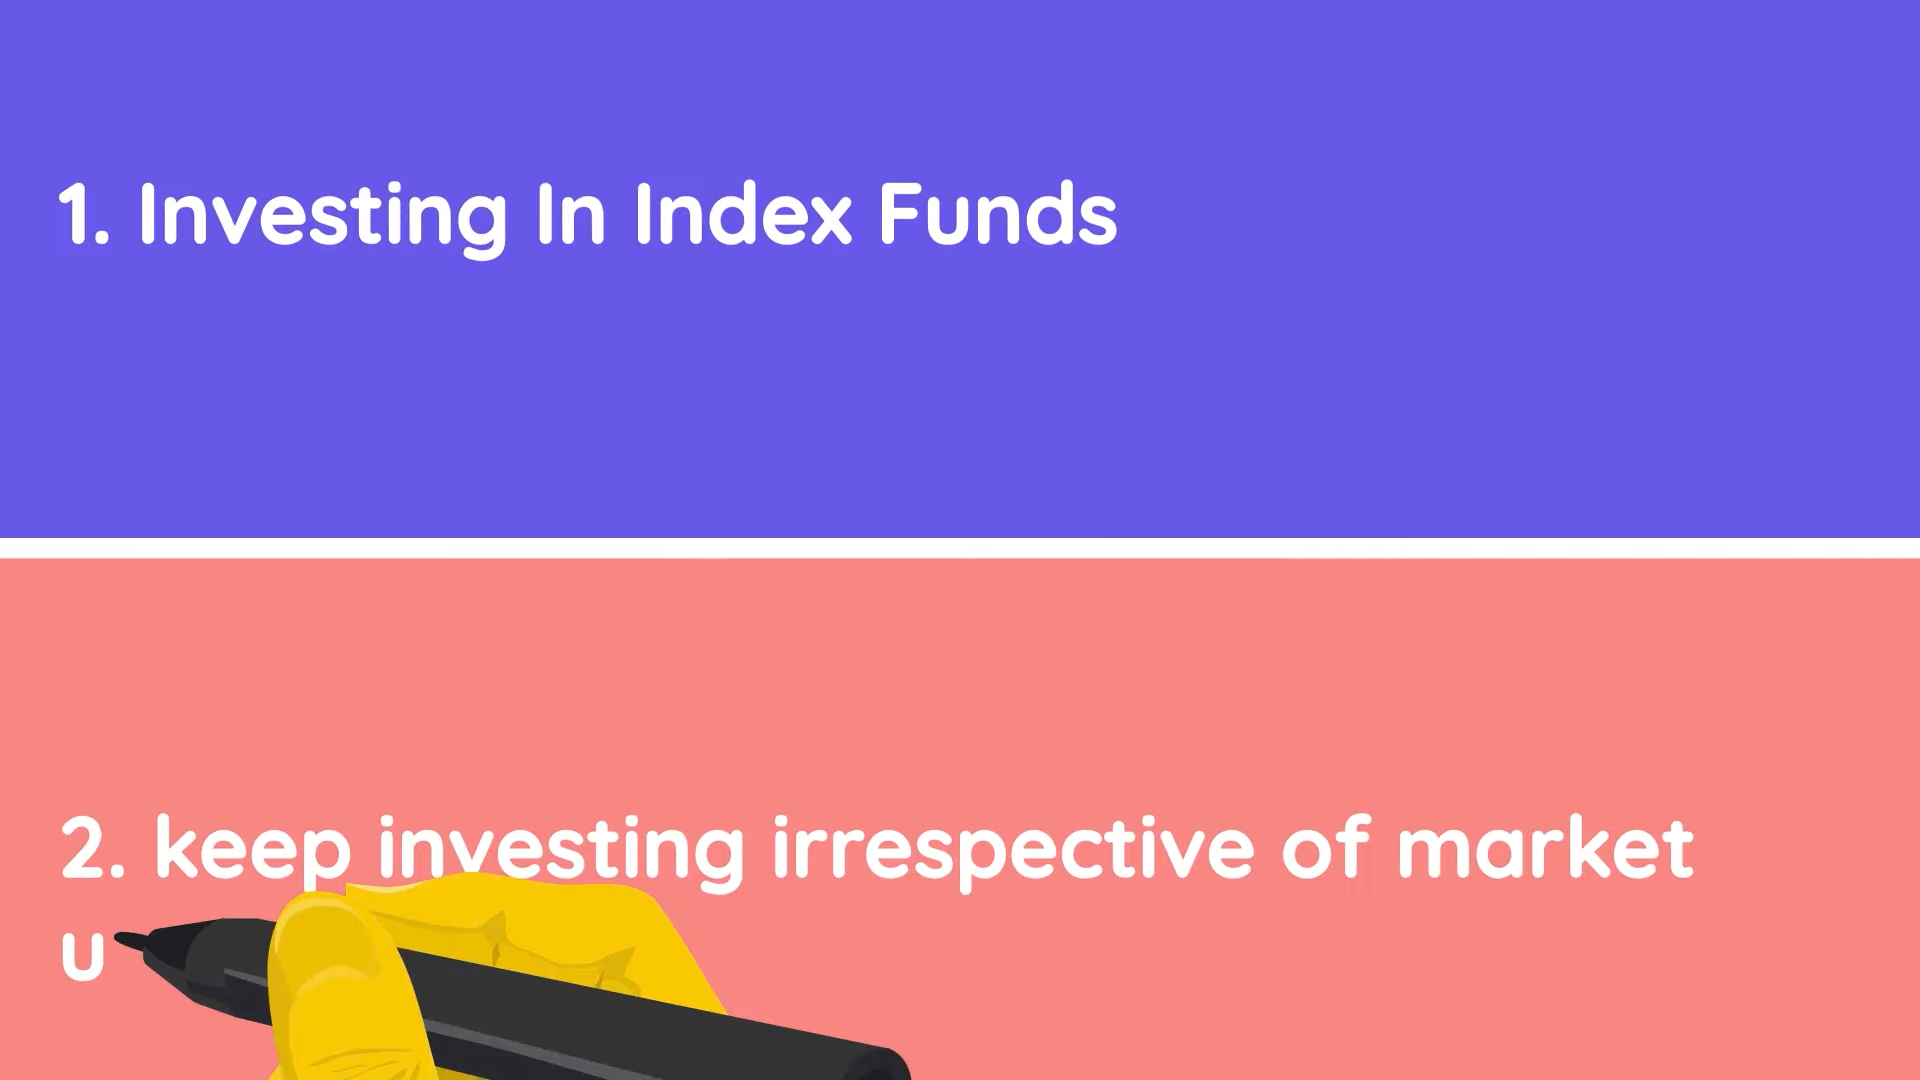 1. Investing In Index Funds
2. keep investing irrespective of market
u